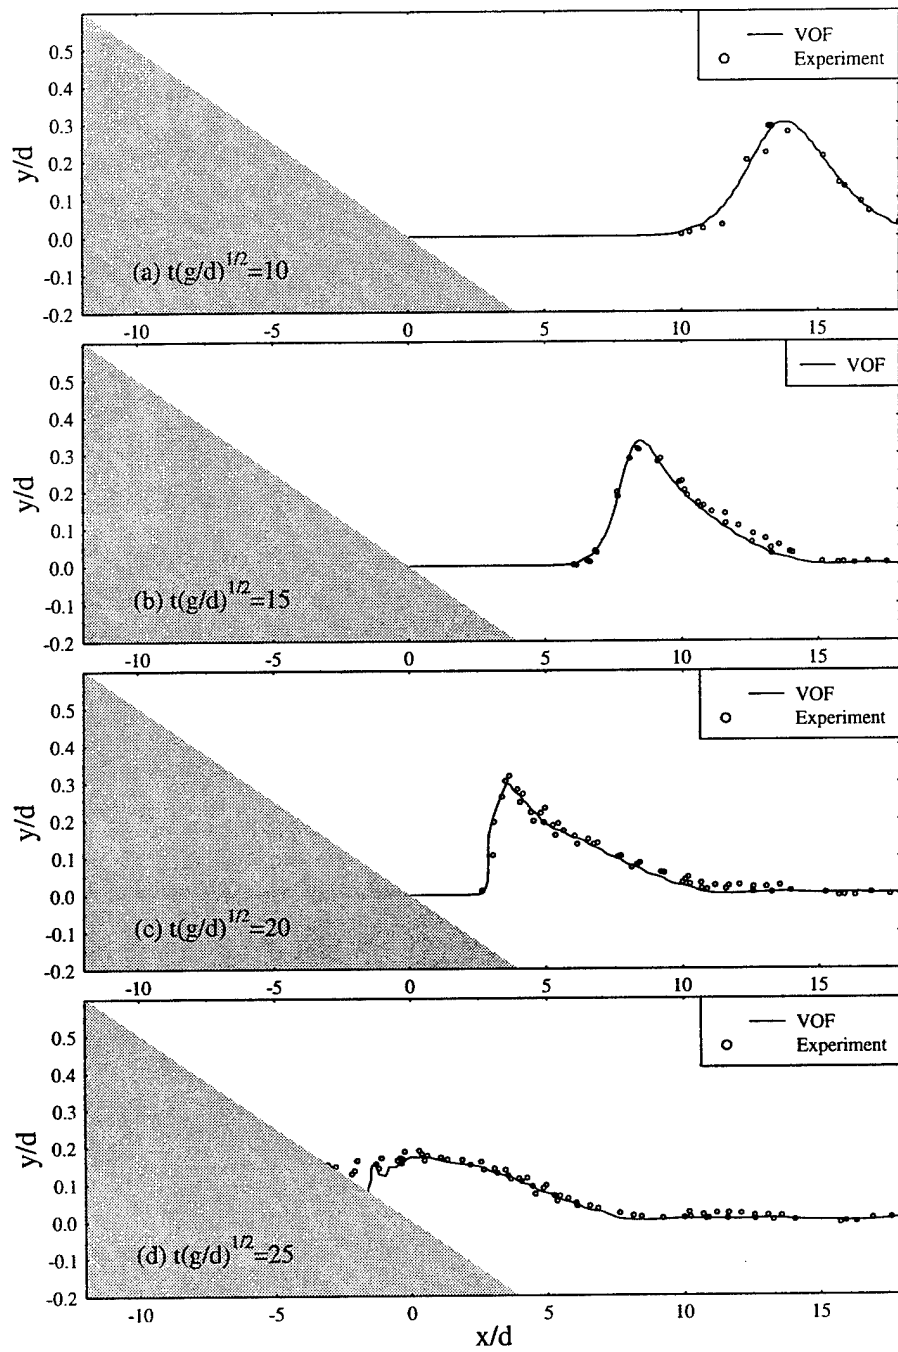 VOF
Experiment
y/d
0.5
0.4
0.3
0.2
0.1
0.0
-0.1
-0.2
(a) t(g/d)^1/2=10
-10 -5 0 5 10 15
VOF
y/d
0.5
0.4
0.3
0.2
0.1
0.0
-0.1
-0.2
(b) t(g/d)^1/2=15
-10 -5 0 5 10 15
VOF
Experiment
y/d
0.5
0.4
0.3
0.2
0.1
0.0
-0.1
-0.2
(c) t(g/d)^1/2=20
-10 -5 0 5 10 15
VOF
Experiment
y/d
0.5
0.4
0.3
0.2
0.1
0.0
-0.1
-0.2
(d) t(g/d)^1/2=25
-10 -5 0 5 10 15
x/d